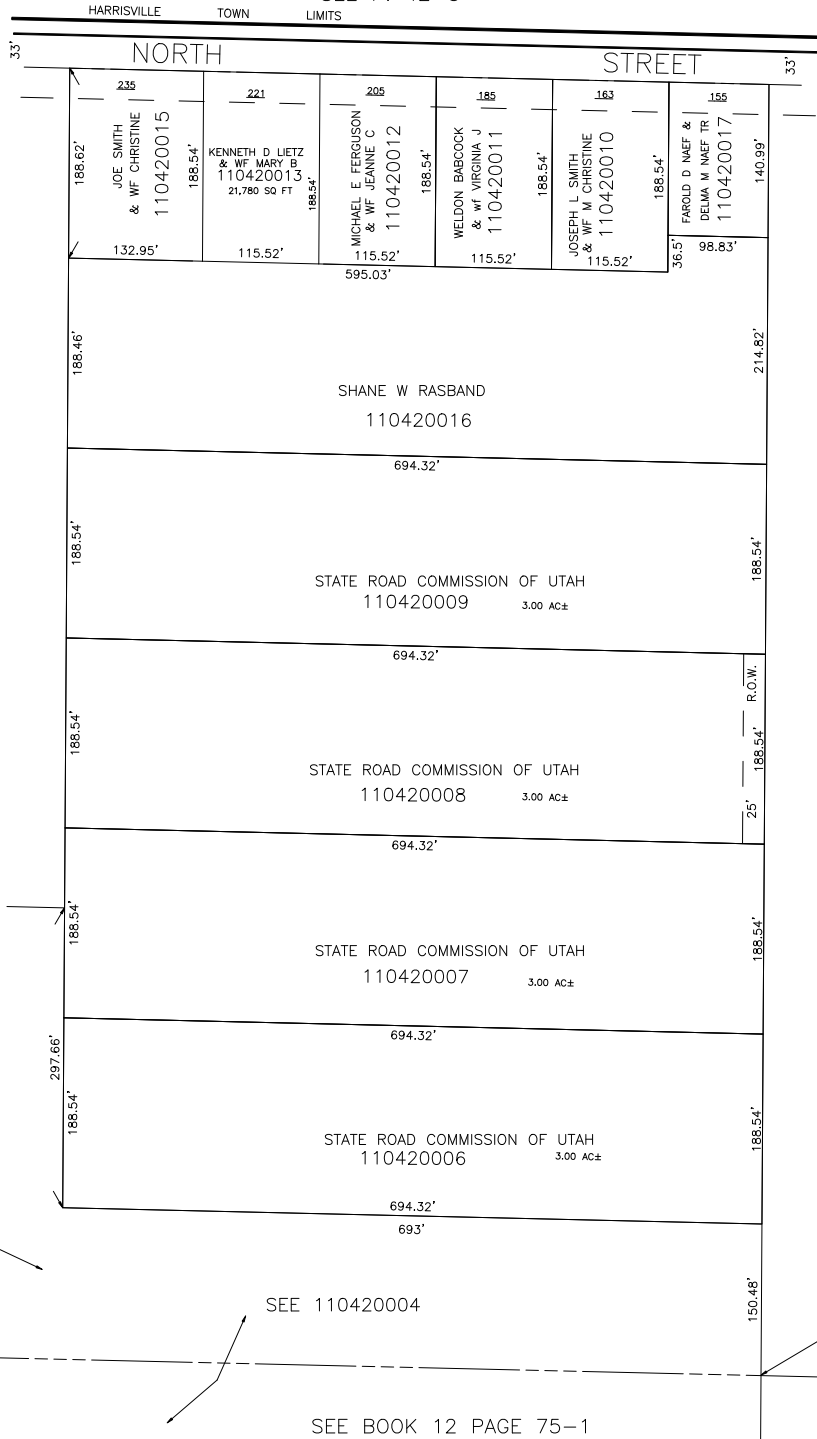 HARRISVILLE TOWN LIMITS
33' NORTH STREET 33'
235
221
205
185
163
155
188.62'
JOE SMITH
& WF CHRISTINE
110420015
188.54'
132.95'
KENNETH D LIETZ
& WF MARY B
110420013
21,780 SQ FT
188.54'
115.52'
MICHAEL E FERGUSON
& WF JEANNE C
110420012
188.54'
115.52'
WELDON BABCOCK
& wf VIRGINIA J
110420011
188.54'
115.52'
JOSEPH L SMITH
& WF M CHRISTINE
110420010
188.54'
115.52'
FAROLD D NAEF &
DELMA M NAEF TR
110420017
140.99'
98.83'
36.5'
595.03'
188.46'
214.82'
SHANE W RASBAND
110420016
694.32'
188.54'
188.54'
STATE ROAD COMMISSION OF UTAH
110420009 3.00 AC±
694.32'
188.54'
R.O.W.
188.54'
25'
STATE ROAD COMMISSION OF UTAH
110420008 3.00 AC±
694.32'
188.54'
188.54'
STATE ROAD COMMISSION OF UTAH
110420007 3.00 AC±
694.32'
297.66'
188.54'
188.54'
STATE ROAD COMMISSION OF UTAH
110420006 3.00 AC±
694.32'
693'
150.48'
SEE 110420004
SEE BOOK 12 PAGE 75-1